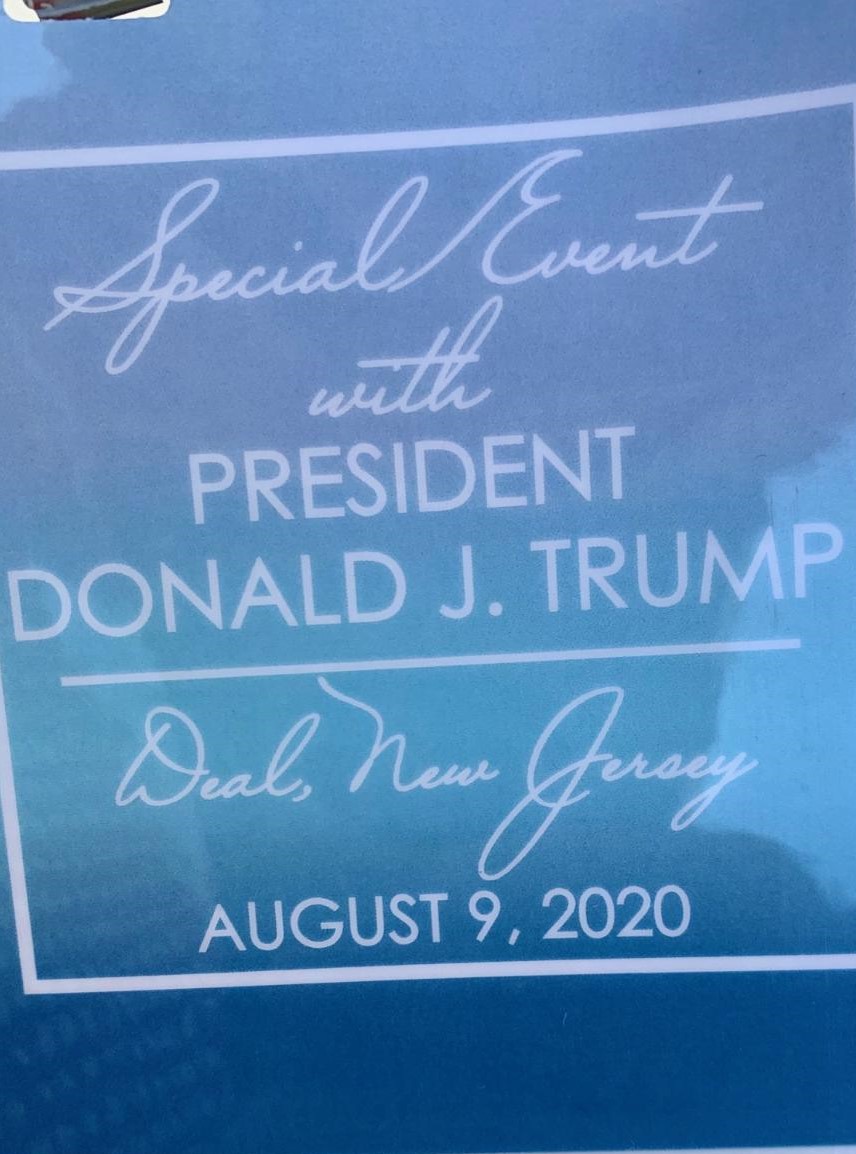 Special Event
with
PRESIDENT
DONALD J. TRUMP
Deal, New Jersey
AUGUST 9, 2020